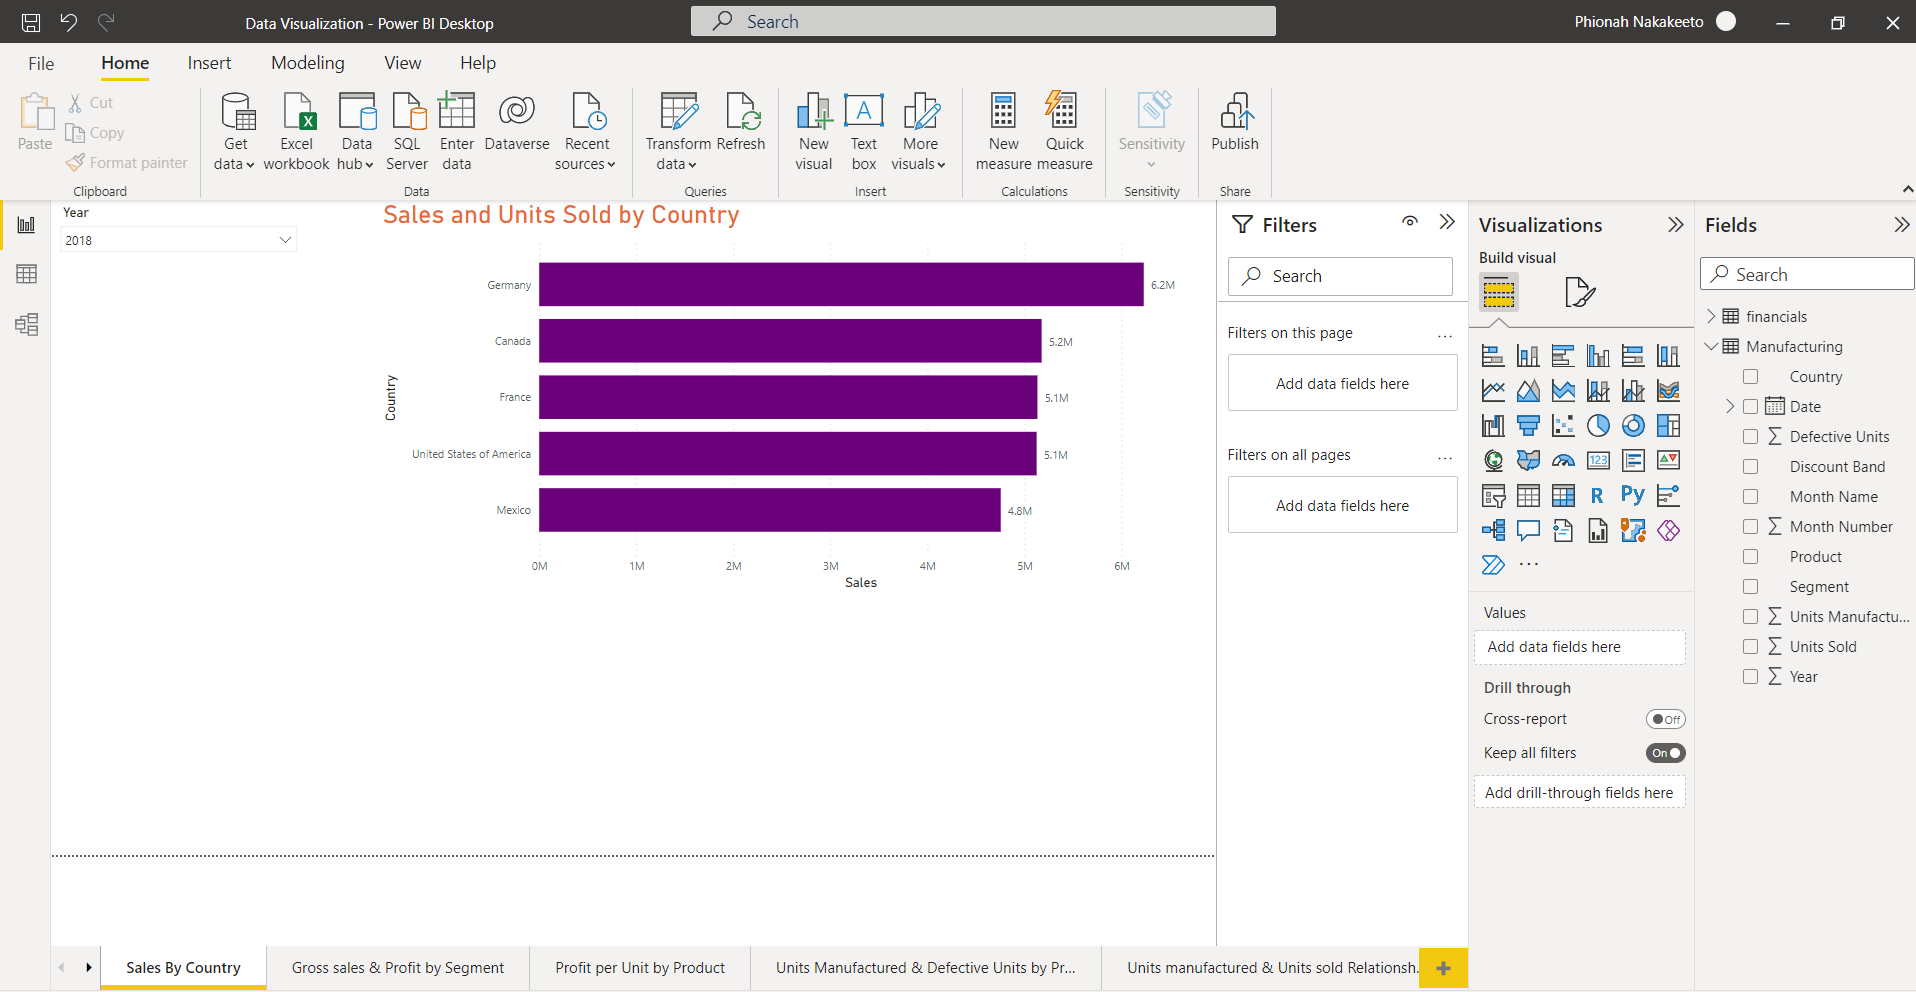 Data Visualization - Power BI Desktop
Search
Phionah Nakakeeto
File
Home
Insert
Modeling
View
Help
Paste
Cut
Copy
Format painter
Clipboard
Get data
Excel workbook
Data hub
SQL Server
Enter data
Dataverse
Recent sources
Data
Transform data
Refresh
Queries
New visual
Text box
More visuals
Insert
New measure
Quick measure
Calculations
Sensitivity
Sensitivity
Publish
Share
Year
2018
Sales and Units Sold by Country
Country
Germany 6.2M
Canada 5.2M
France 5.1M
United States of America 5.1M
Mexico 4.8M
0M 1M 2M 3M 4M 5M 6M
Sales
Filters
Search
Filters on this page ...
Add data fields here
Filters on all pages ...
Add data fields here
Visualizations
Build visual
123
R
Py
...
Values
Add data fields here
Drill through
Cross-report Off
Keep all filters On
Add drill-through fields here
Fields
Search
financials
Manufacturing
Country
Date
Σ Defective Units
Discount Band
Month Name
Σ Month Number
Product
Segment
Σ Units Manufactu...
Σ Units Sold
Σ Year
Sales By Country
Gross sales & Profit by Segment
Profit per Unit by Product
Units Manufactured & Defective Units by Pr...
Units manufactured & Units sold Relationsh.